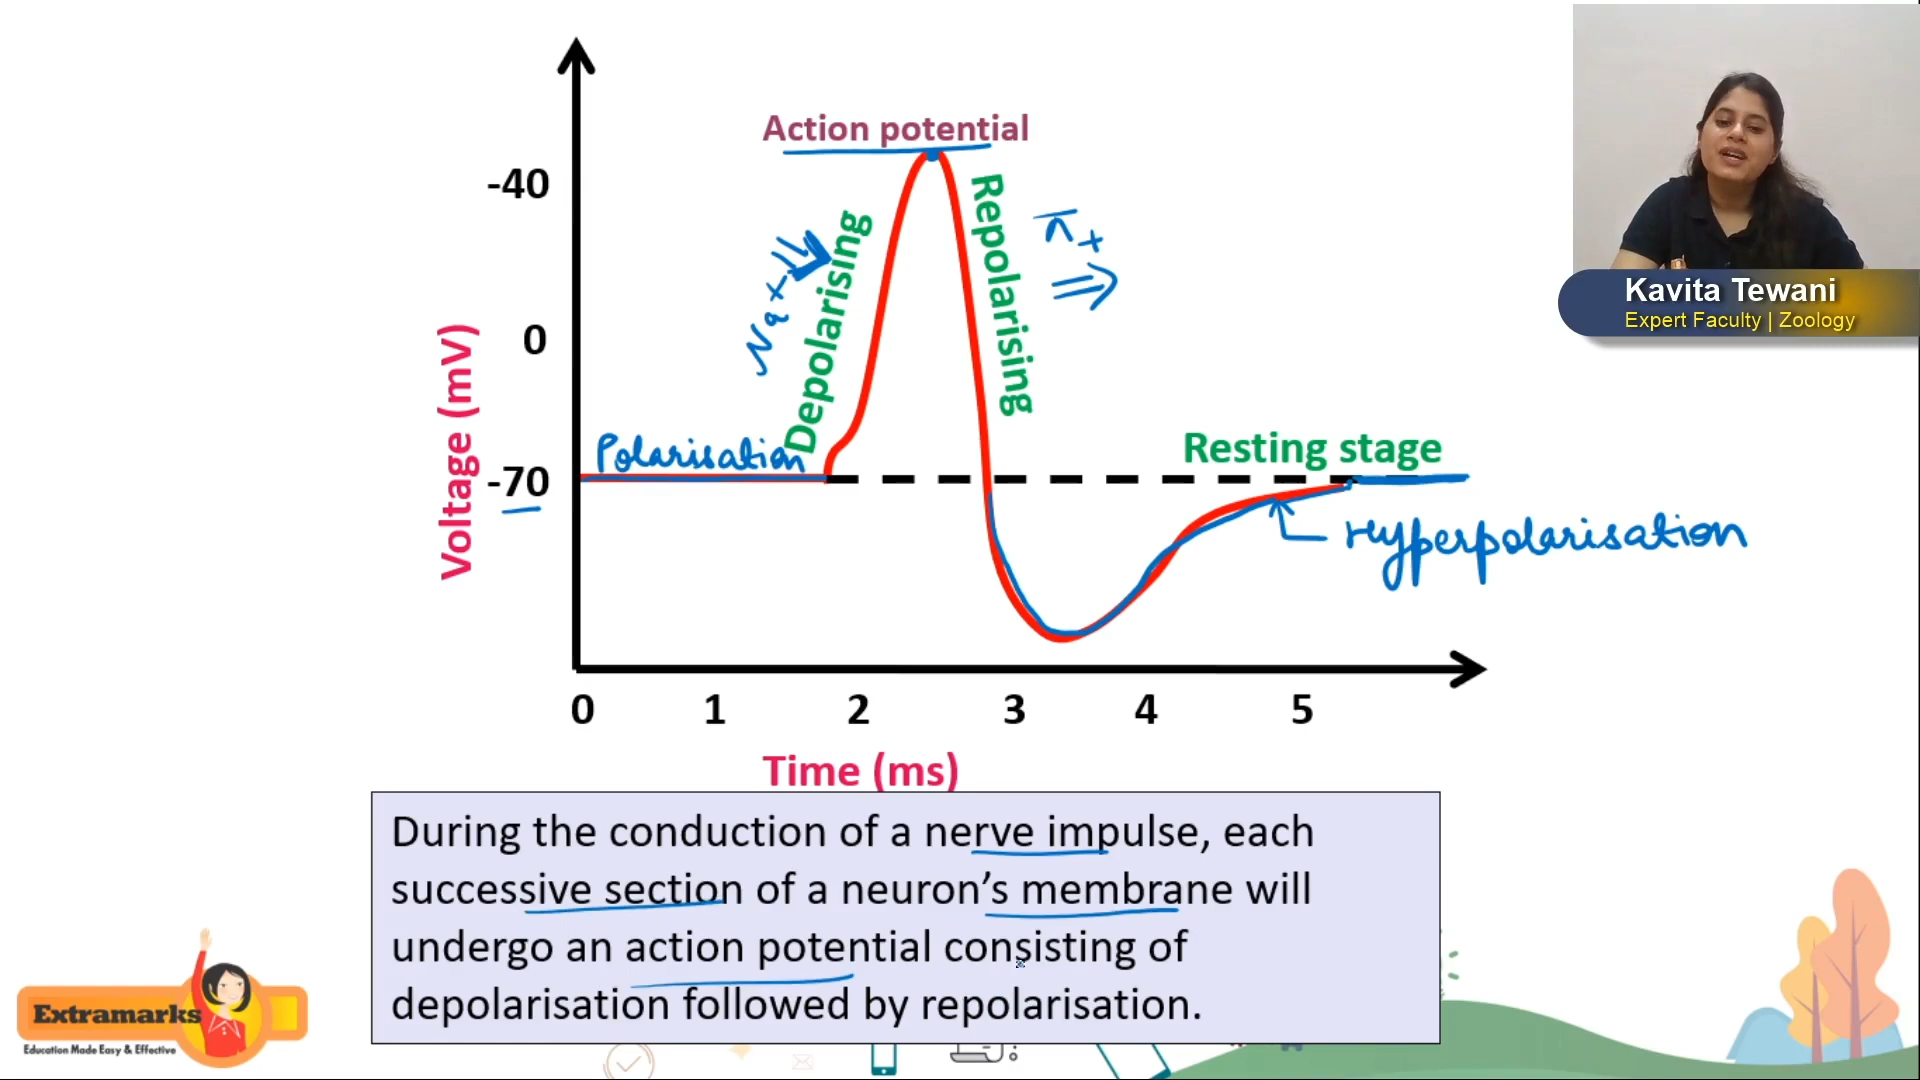 Action potential
-40
Depolarising
Repolarising
Na+
K+
Kavita Tewani
Expert Faculty | Zoology
0
Voltage (mV)
Polarisation
-70
Resting stage
Hyperpolarisation
0 1 2 3 4 5
Time (ms)
During the conduction of a nerve impulse, each
successive section of a neuron’s membrane will
undergo an action potential consisting of
depolarisation followed by repolarisation.
Extramarks
Education Made Easy & Effective